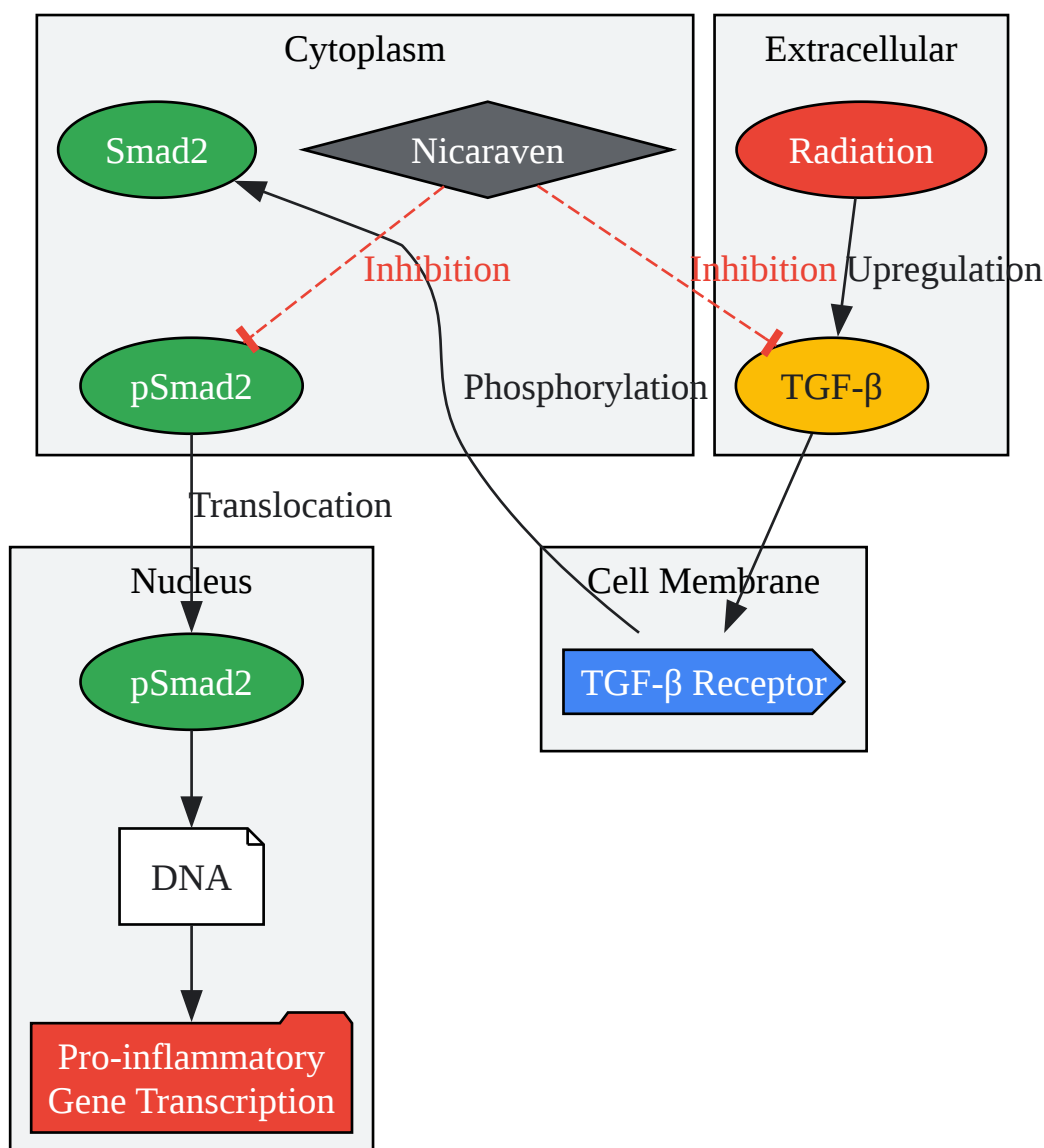 Cytoplasm
Extracellular
Smad2
Nicaraven
Radiation
Inhibition
Inhibition
Upregulation
pSmad2
Phosphorylation
TGF-β
Translocation
Nucleus
Cell Membrane
pSmad2
TGF-β Receptor
DNA
Pro-inflammatory
Gene Transcription